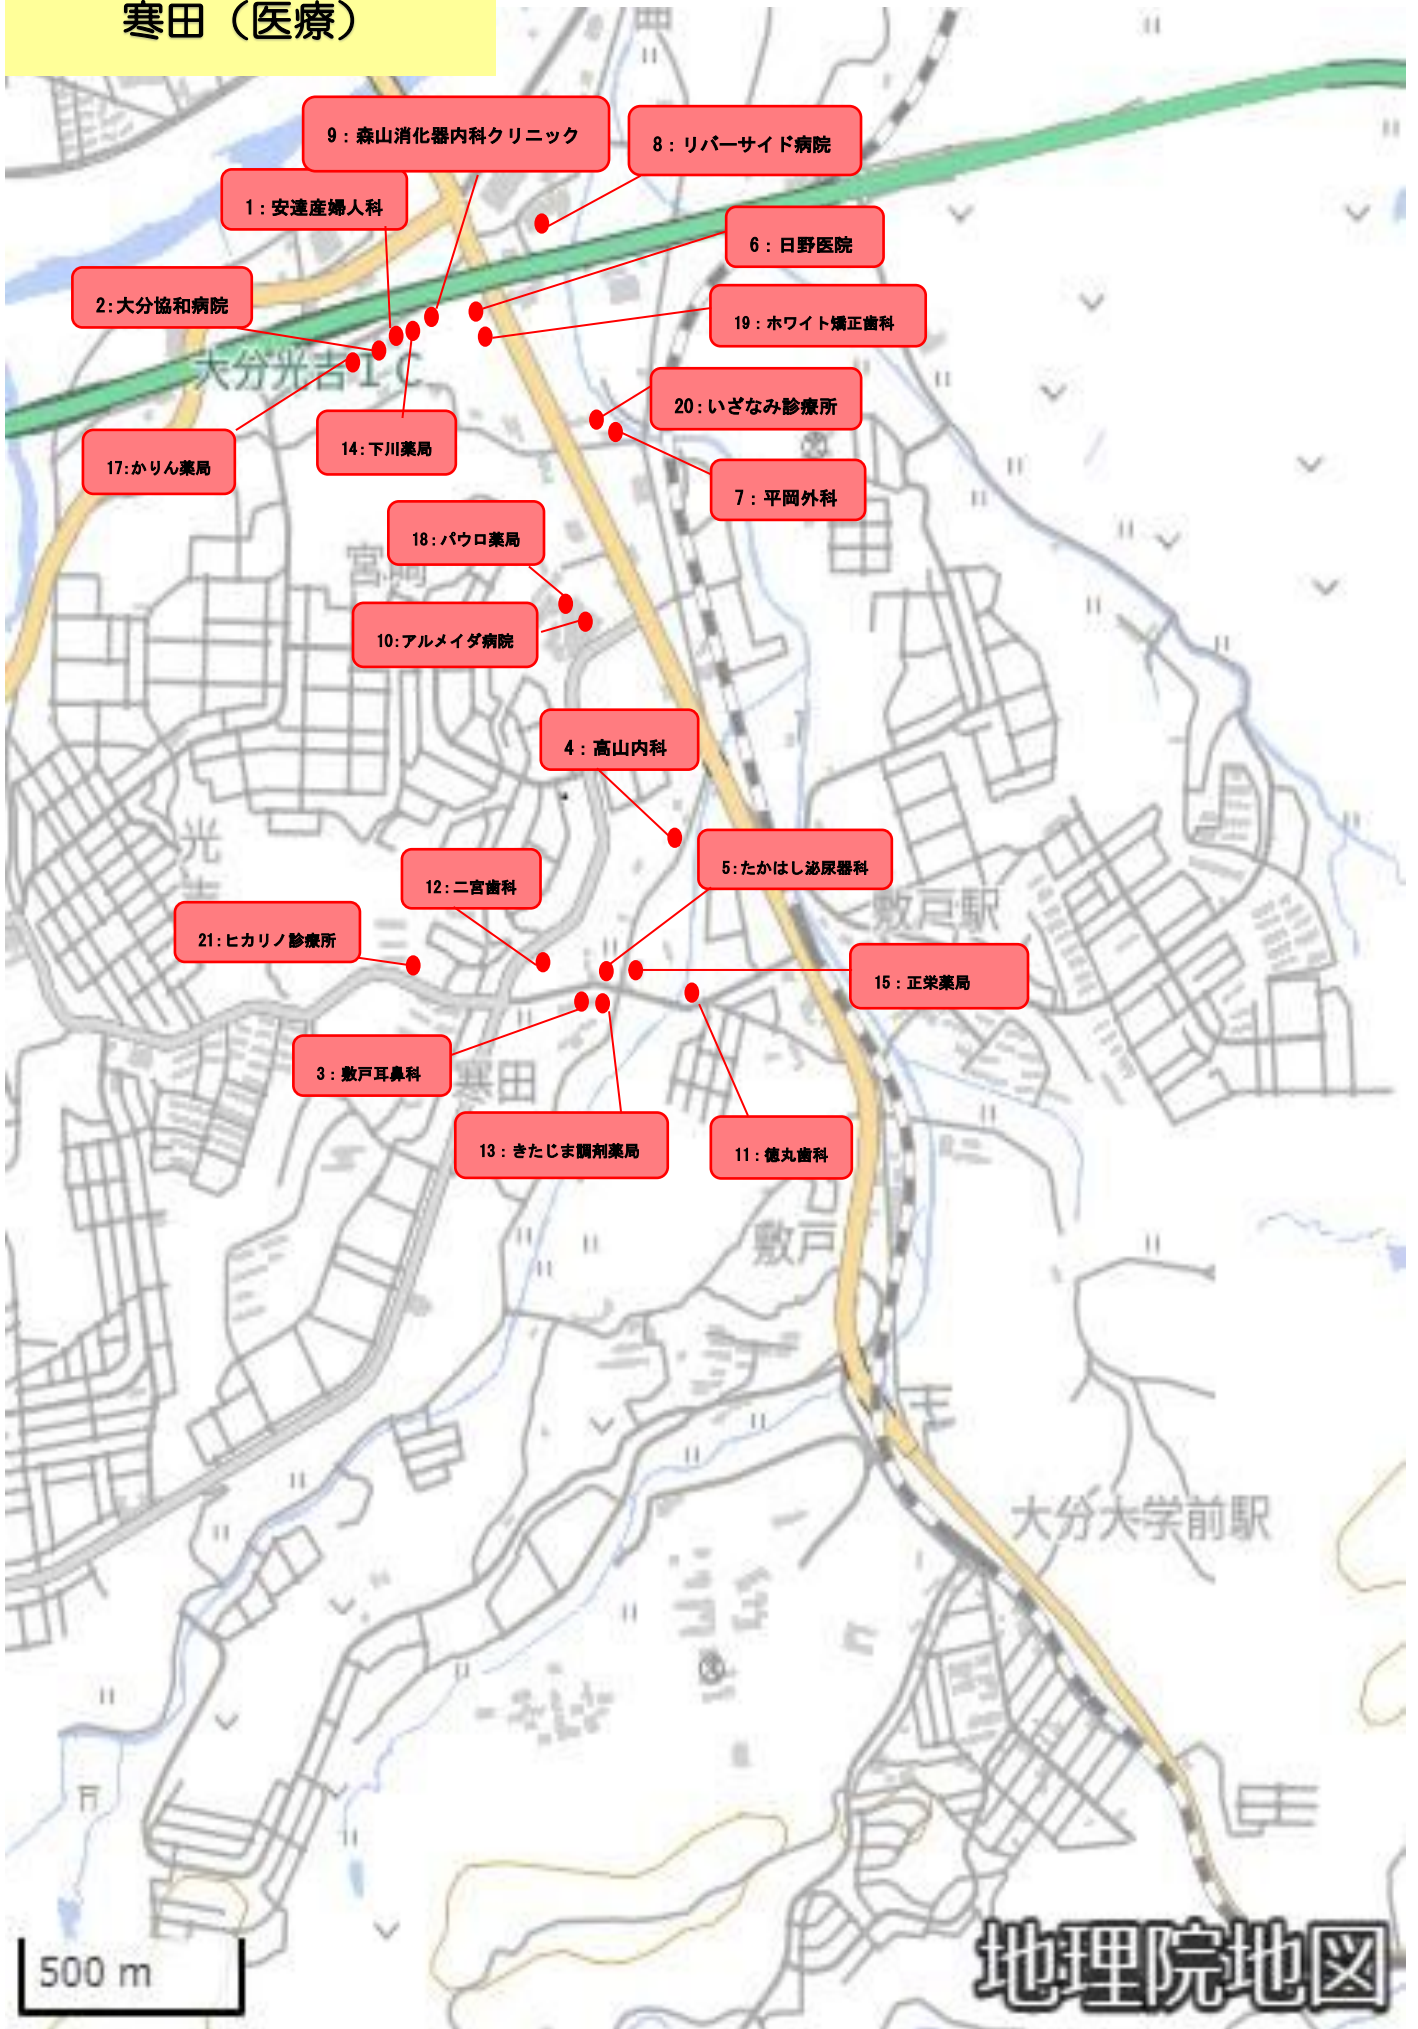 寒田（医療）
田
9：森山消化器内科クリニック
8：リバーサイド病院
1：安達産婦人科
6：日野医院
2:大分協和病院
19：ホワイト矯正歯科
大分光吉IC
20：いざなみ診療所
14:下川薬局
17:かりん薬局
7：平岡外科
18:パウロ薬局
宮崎
10:アルメイダ病院
4：高山内科
光吉
5:たかはし泌尿器科
12:二宮歯科
敷戸駅
21:ヒカリノ診療所
15：正栄薬局
3：敷戸耳鼻科
寒田
13：きたじま調剤薬局
11：徳丸歯科
敷戸
大分大学前駅
500 m
地理院地図